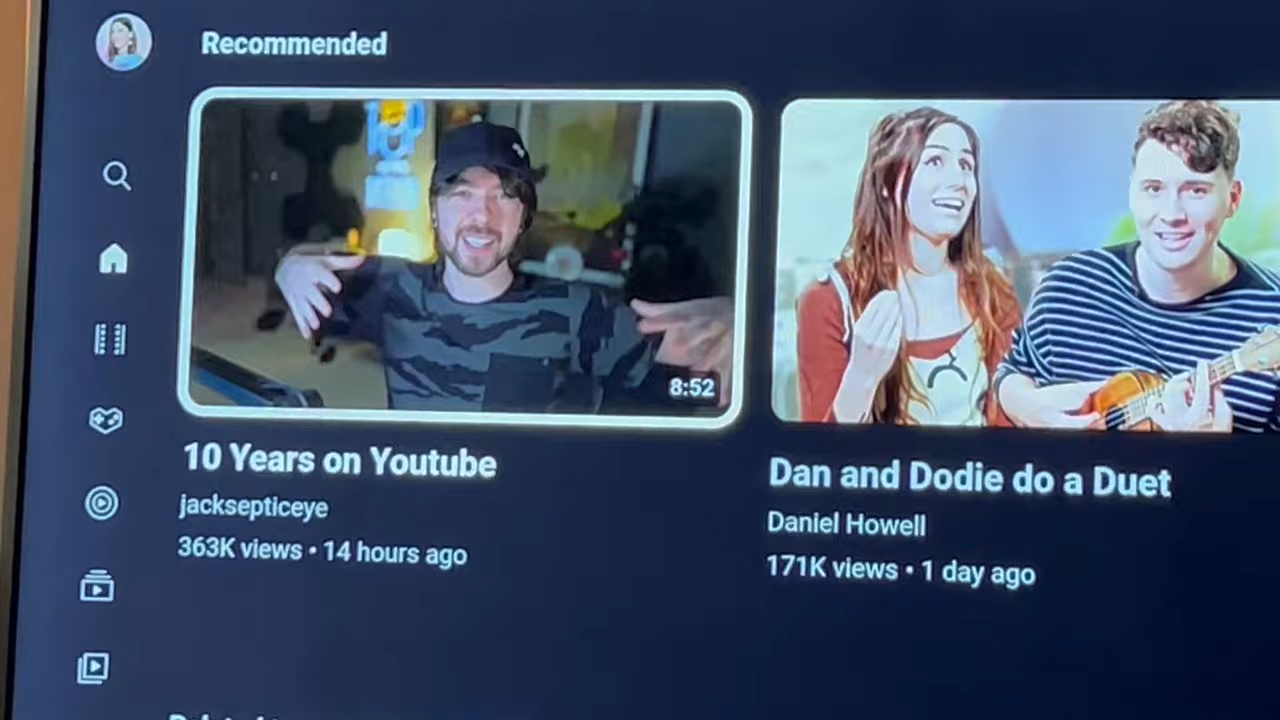 Recommended
8:52
10 Years on Youtube
jacksepticeye
363K views • 14 hours ago
Dan and Dodie do a Duet
Daniel Howell
171K views • 1 day ago